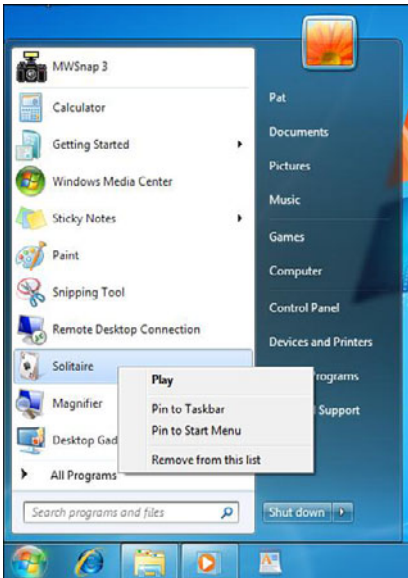 MWSnap 3
Calculator
Getting Started
Windows Media Center
Sticky Notes
Paint
Snipping Tool
Remote Desktop Connection
Solitaire
Magnifier
Desktop Gad
All Programs
Search programs and files
Pat
Documents
Pictures
Music
Games
Computer
Control Panel
Devices and Printers
rograms
Support
Shut down
Play
Pin to Taskbar
Pin to Start Menu
Remove from this list